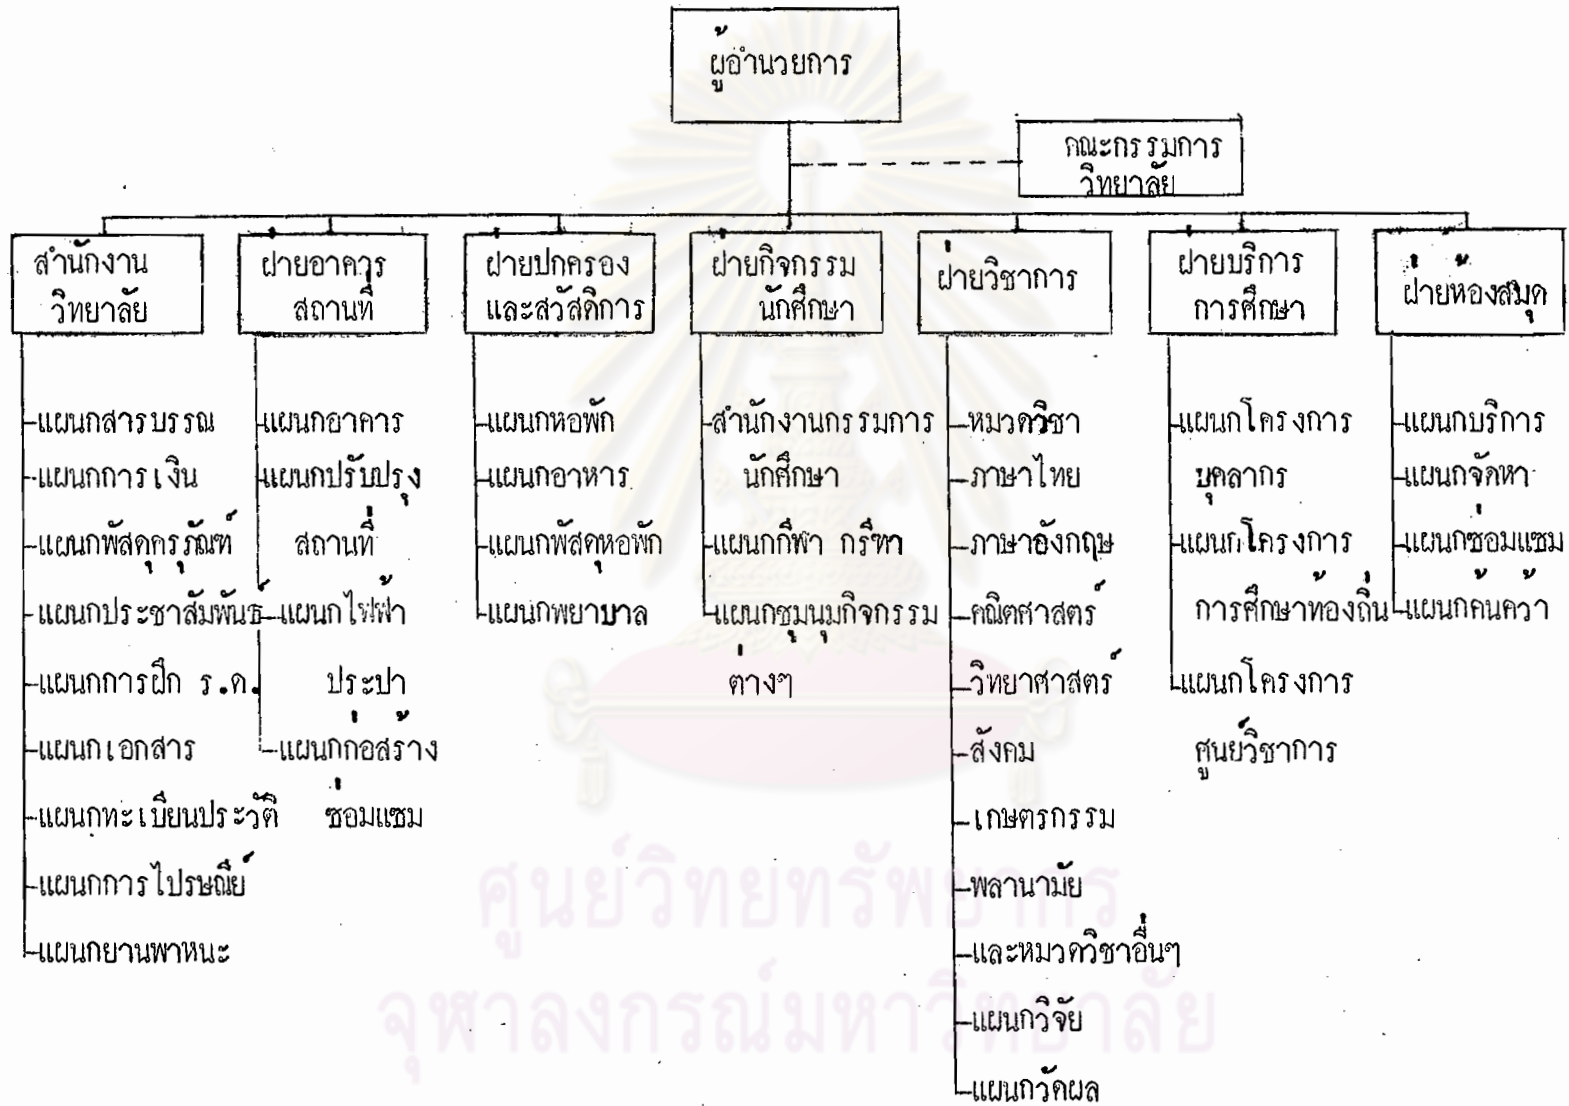 ผู้อำนวยการ
คณะกรรมการ
วิทยาลัย
สำนักงาน
วิทยาลัย
ฝ่ายอาคาร
สถานที่
ฝ่ายปกครอง
และสวัสดิการ
ฝ่ายกิจกรรม
นักศึกษา
ฝ่ายวิชาการ
ฝ่ายบริการ
การศึกษา
ฝ่ายห้องสมุด
แผนกสารบรรณ
แผนกการเงิน
แผนกพัสดุครุภัณฑ์
แผนกประชาสัมพันธ์
แผนกการฝึก ร.ด.
แผนกเอกสาร
แผนกทะเบียนประวัติ
แผนกการไปรษณีย์
แผนกยานพาหนะ
แผนกอาคาร
แผนกปรับปรุง
สถานที่
แผนกไฟฟ้า
ประปา
แผนกก่อสร้าง
ซ่อมแซม
แผนกหอพัก
แผนกอาหาร
แผนกพัสดุหอพัก
แผนกพยาบาล
สำนักงานกรรมการ
นักศึกษา
แผนกกีฬา กรีฑา
แผนกชุมนุมกิจกรรม
ต่างๆ
หมวดวิชา
ภาษาไทย
ภาษาอังกฤษ
คณิตศาสตร์
วิทยาศาสตร์
สังคม
เกษตรกรรม
พลานามัย
และหมวดวิชาอื่นๆ
แผนกวิจัย
แผนกวัดผล
แผนกโครงการ
บุคลากร
แผนกโครงการ
การศึกษาท้องถิ่น
แผนกโครงการ
ศูนย์วิชาการ
แผนกบริการ
แผนกจัดหา
แผนกซ่อมแซม
แผนกค้นคว้า
ศูนย์วิทยทรัพยากร
จุฬาลงกรณ์มหาวิทยาลัย